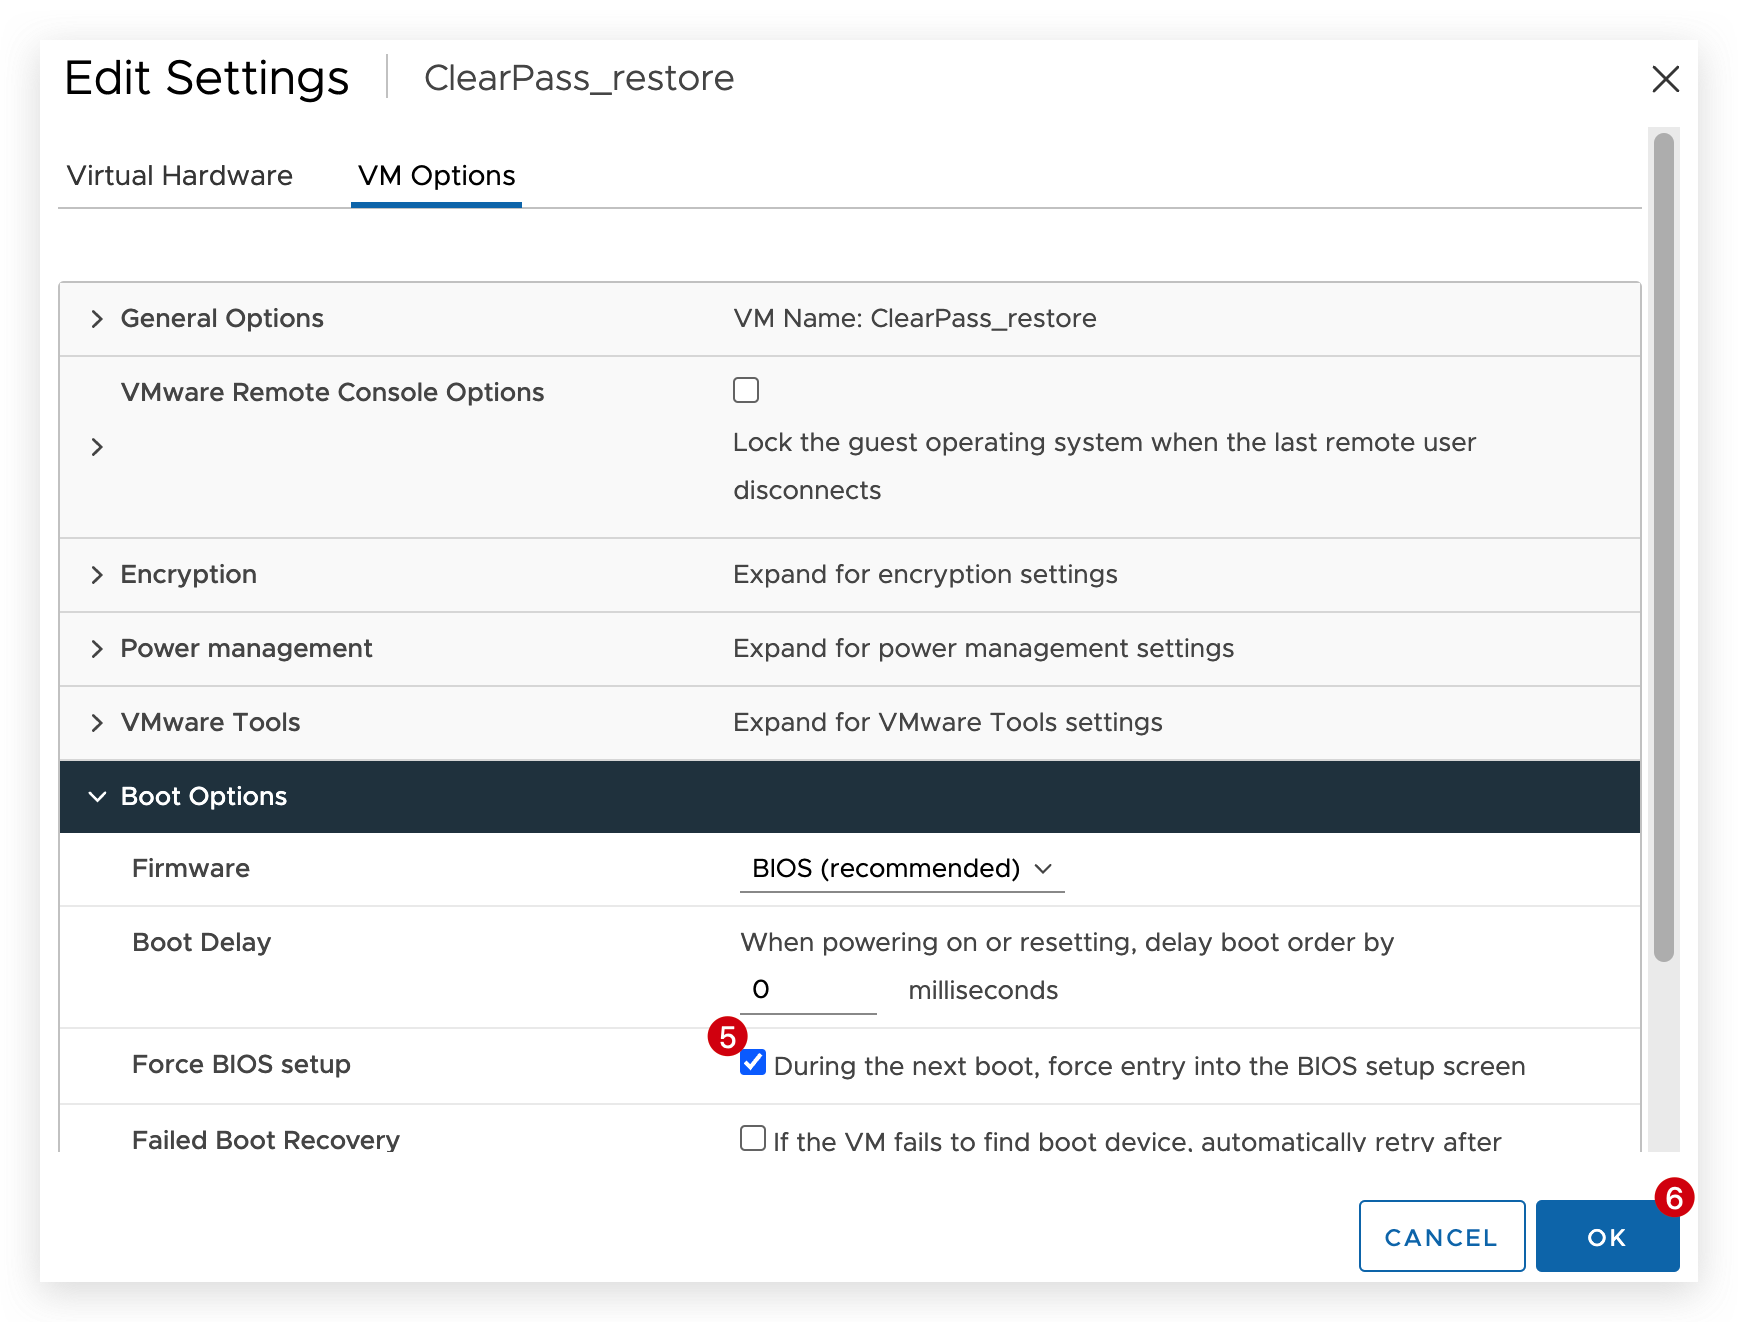 Edit Settings
ClearPass_restore
Virtual Hardware
VM Options
General Options
VM Name: ClearPass_restore
VMware Remote Console Options
Lock the guest operating system when the last remote user
disconnects
Encryption
Expand for encryption settings
Power management
Expand for power management settings
VMware Tools
Expand for VMware Tools settings
Boot Options
Firmware
BIOS (recommended)
Boot Delay
When powering on or resetting, delay boot order by
0 milliseconds
5
Force BIOS setup
During the next boot, force entry into the BIOS setup screen
Failed Boot Recovery
If the VM fails to find boot device, automatically retry after
6
CANCEL
OK